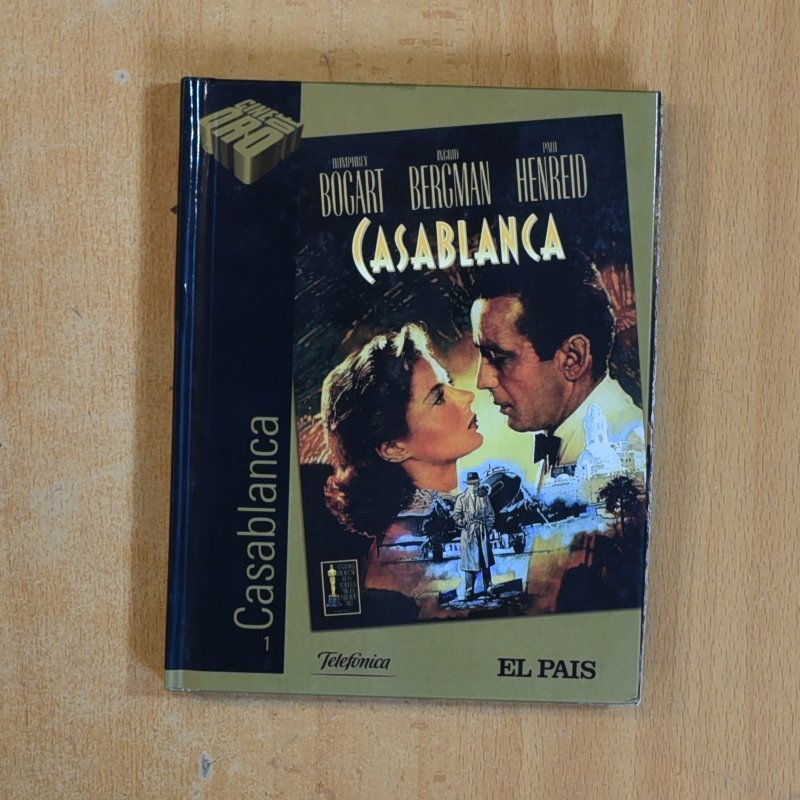 CINE DE
ORO
HUMPHREY
BOGART
INGRID
BERGMAN
PAUL
HENREID
CASABLANCA
Casablanca
1
Telefónica
EL PAIS